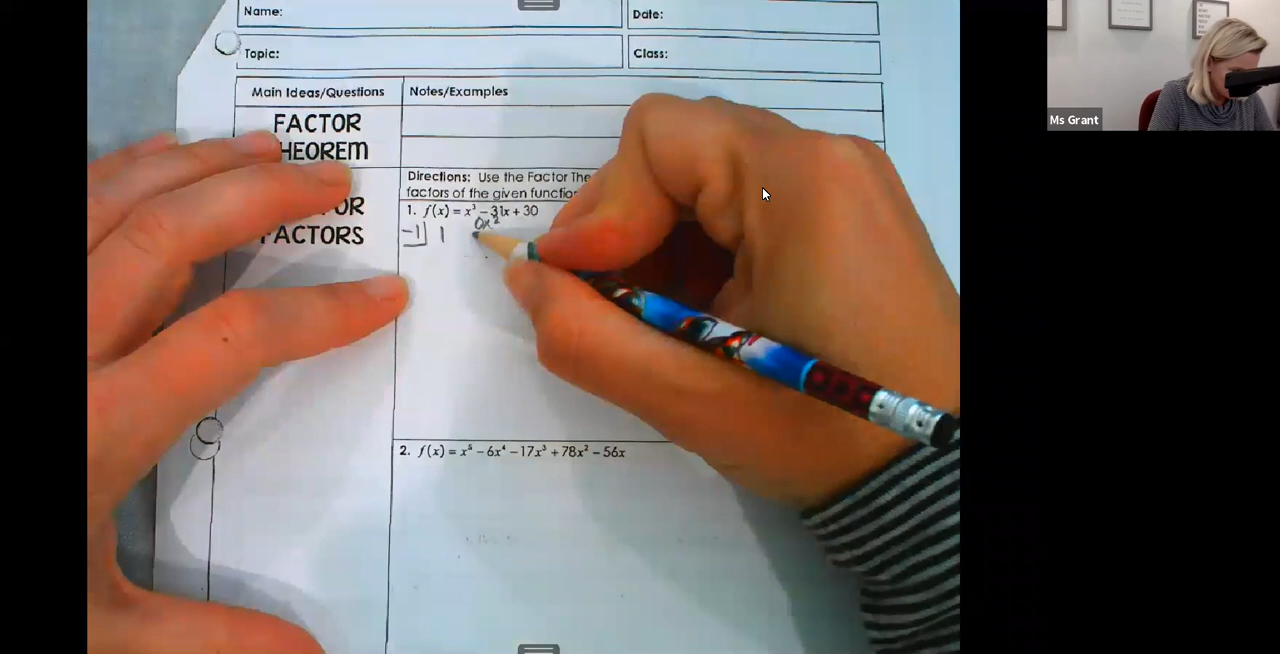 Name:
Date:
Topic:
Class:
Main Ideas/Questions
Notes/Examples
FACTOR
HEOREM
Directions: Use the Factor The
factors of the given function
OR
FACTORS
1. f(x) = x³ − 31x + 30
0x²
−1 1
2. f(x) = x⁵ − 6x⁴ − 17x³ + 78x² − 56x
Ms Grant